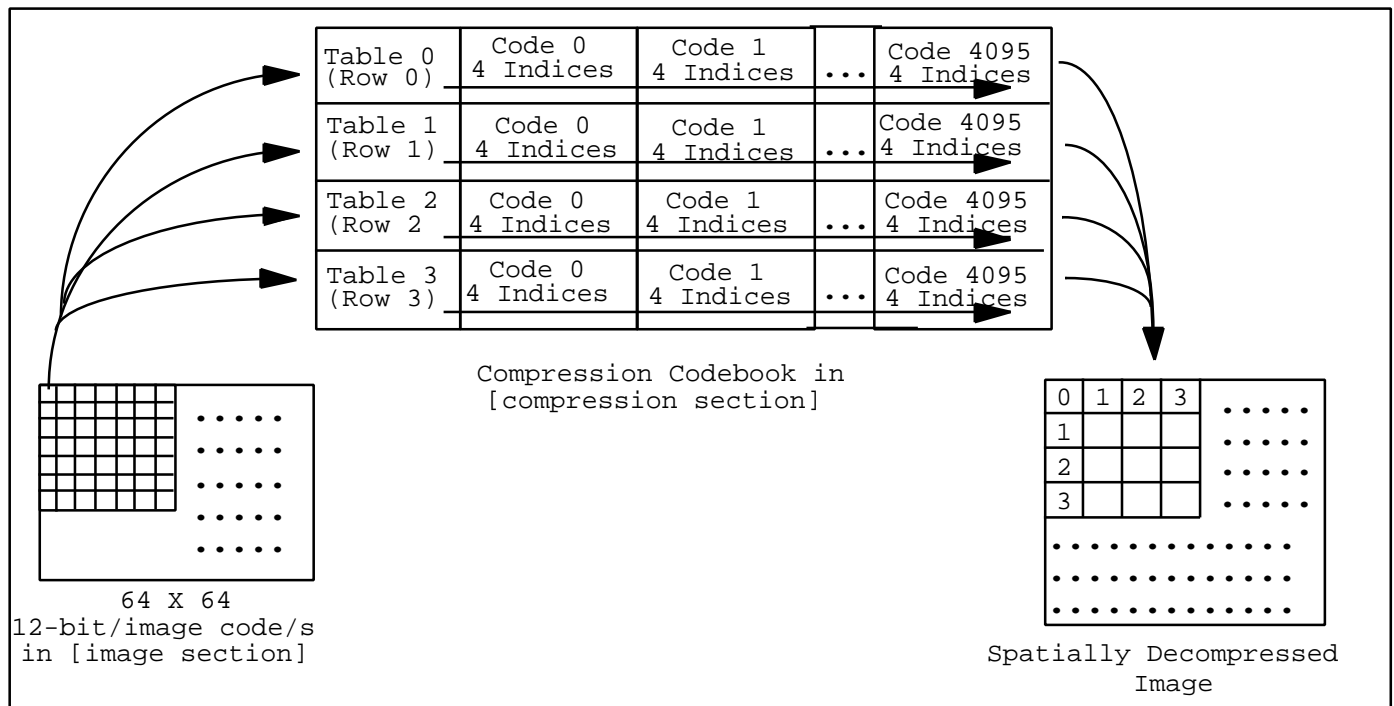 Table 0 Code 0 Code 1 Code 4095
(Row 0) 4 Indices 4 Indices ... 4 Indices
Table 1 Code 0 Code 1 Code 4095
(Row 1) 4 Indices 4 Indices ... 4 Indices
Table 2 Code 0 Code 1 Code 4095
(Row 2 4 Indices 4 Indices ... 4 Indices
Table 3 Code 0 Code 1 Code 4095
(Row 3) 4 Indices 4 Indices ... 4 Indices
Compression Codebook in
[compression section]
64 X 64
12-bit/image code/s
in [image section]
0 1 2 3
1
2
3
Spatially Decompressed
Image